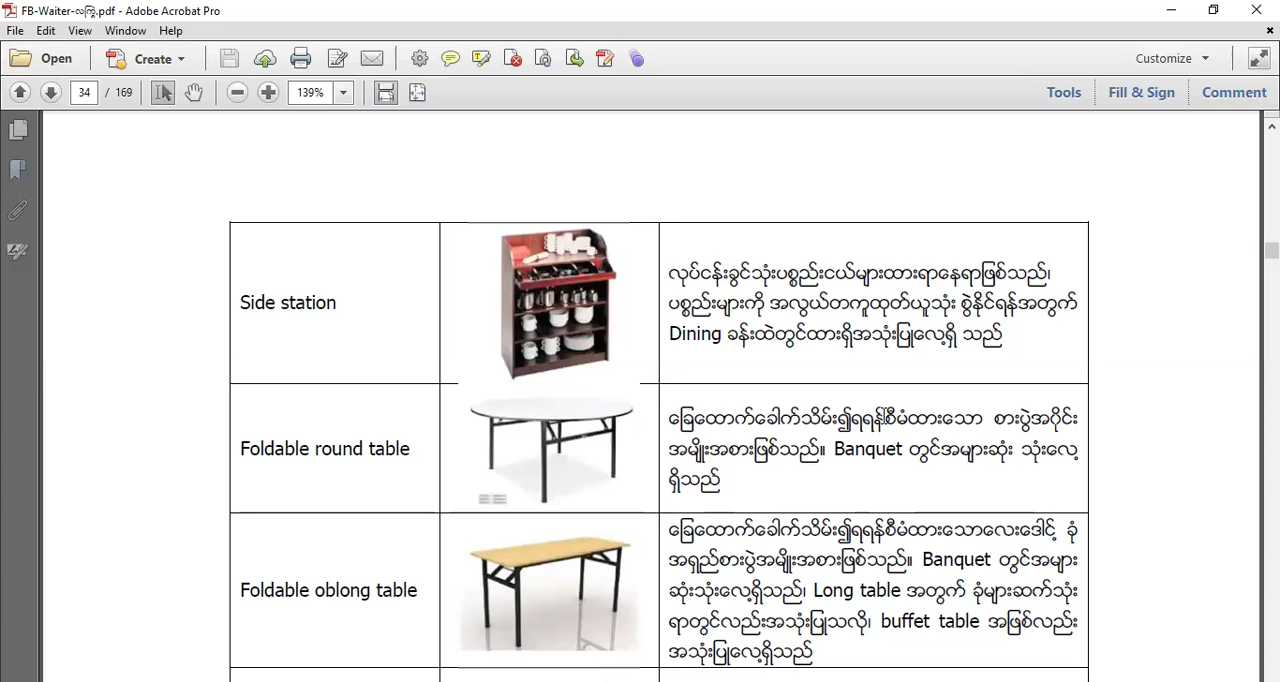 FB-Waiter-လကြွ.pdf - Adobe Acrobat Pro
File Edit View Window Help
Open Create Customize
34 / 169 139% Tools Fill & Sign Comment
Side station
လုပ်ငန်းခွင်သုံးပစ္စည်းငယ်များထားရာနေရာဖြစ်သည်၊
ပစ္စည်းများကို အလွယ်တကူထုတ်ယူသုံး စွဲနိုင်ရန်အတွက်
Dining ခန်းထဲတွင်ထားရှိအသုံးပြုလေ့ရှိ သည်
Foldable round table
ခြေထောက်ခေါက်သိမ်း၍ရရန်စီမံထားသော စားပွဲအဝိုင်း
အမျိုးအစားဖြစ်သည်။ Banquet တွင်အများဆုံး သုံးလေ့
ရှိသည်
Foldable oblong table
ခြေထောက်ခေါက်သိမ်း၍ရရန်စီမံထားသောလေးဒေါင့် ခုံ
အရှည်စားပွဲအမျိုးအစားဖြစ်သည်။ Banquet တွင်အများ
ဆုံးသုံးလေ့ရှိသည်၊ Long table အတွက် ခုံများဆက်သုံး
ရာတွင်လည်းအသုံးပြုသလို၊ buffet table အဖြစ်လည်း
အသုံးပြုလေ့ရှိသည်